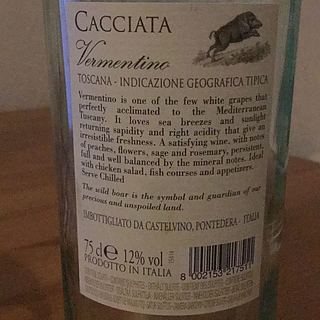 CACCIATA
Vermentino
TOSCANA - INDICAZIONE GEOGRAFICA TIPICA
Vermentino is one of the few white grapes that
perfectly acclimated to the Mediterranean
Tuscany. It loves sea breezes and sunlight
returning sapidity and right acidity that give an
irresistible freshness. A satisfying wine, with notes
of peaches, flowers, sage and rosemary, persistent,
full and well balanced by the mineral notes. Ideal
with chicken salad, fish courses and appetizers.
Serve Chilled
The wild boar is the symbol and guardian of our
precious and unspoiled land.
IMBOTTIGLIATO DA CASTELVINO, PONTEDERA - ITALIA
75 cl e 12% vol
PRODOTTO IN ITALIA
8 002153 217511